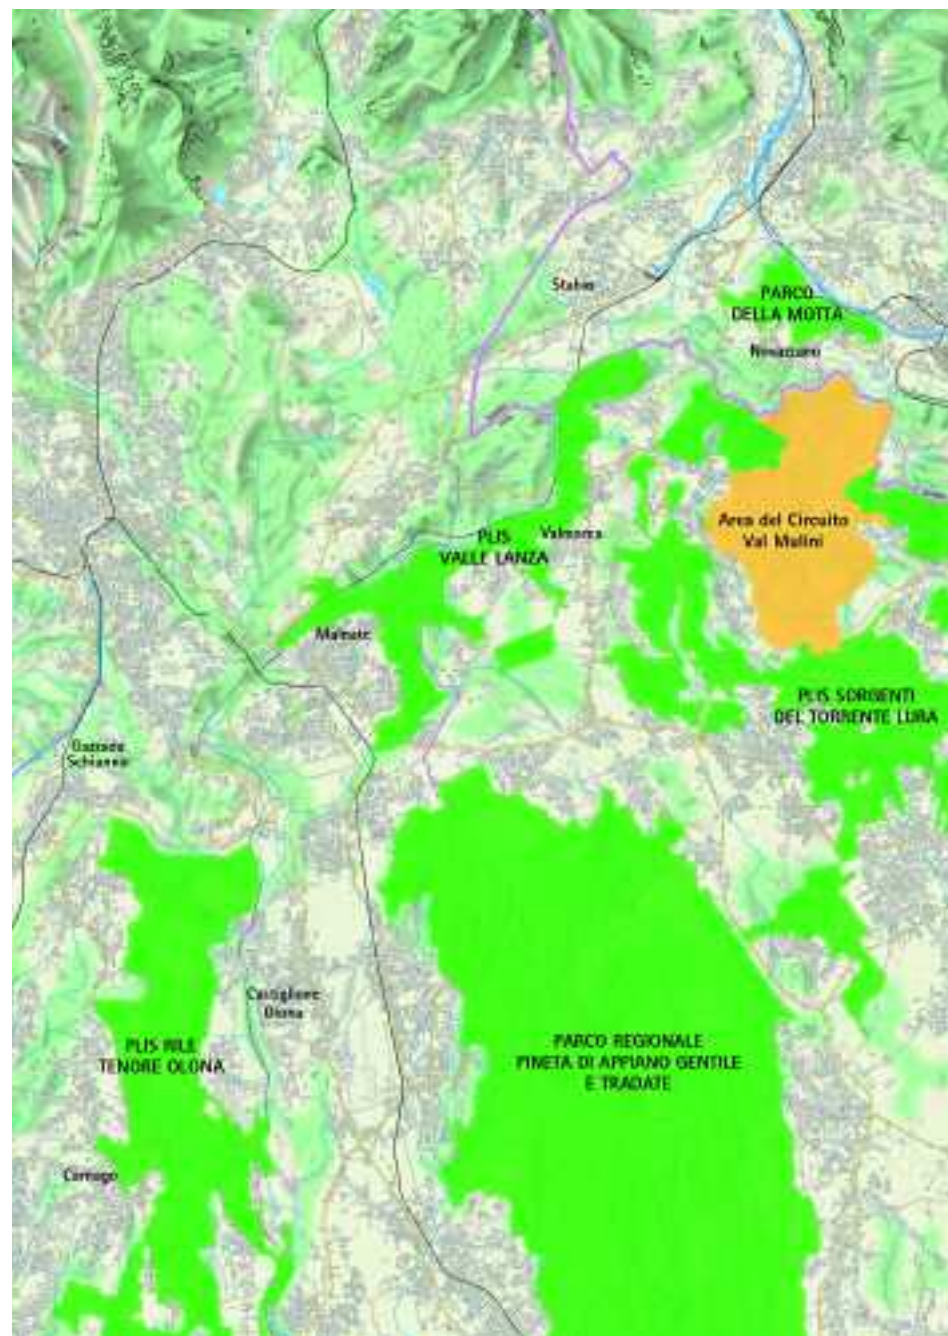 Stabio
PARCO
DELLA MOTTA
Novazzano
Area del Circuito
Val Mulini
PLIS
VALLE LANZA
Valmorea
Malnate
PLIS SORGENTI
DEL TORRENTE LURA
Gazzada
Schianno
Castiglione
Olona
PLIS RILE
TENORE OLONA
PARCO REGIONALE
PINETA DI APPIANO GENTILE
E TRADATE
Carnago